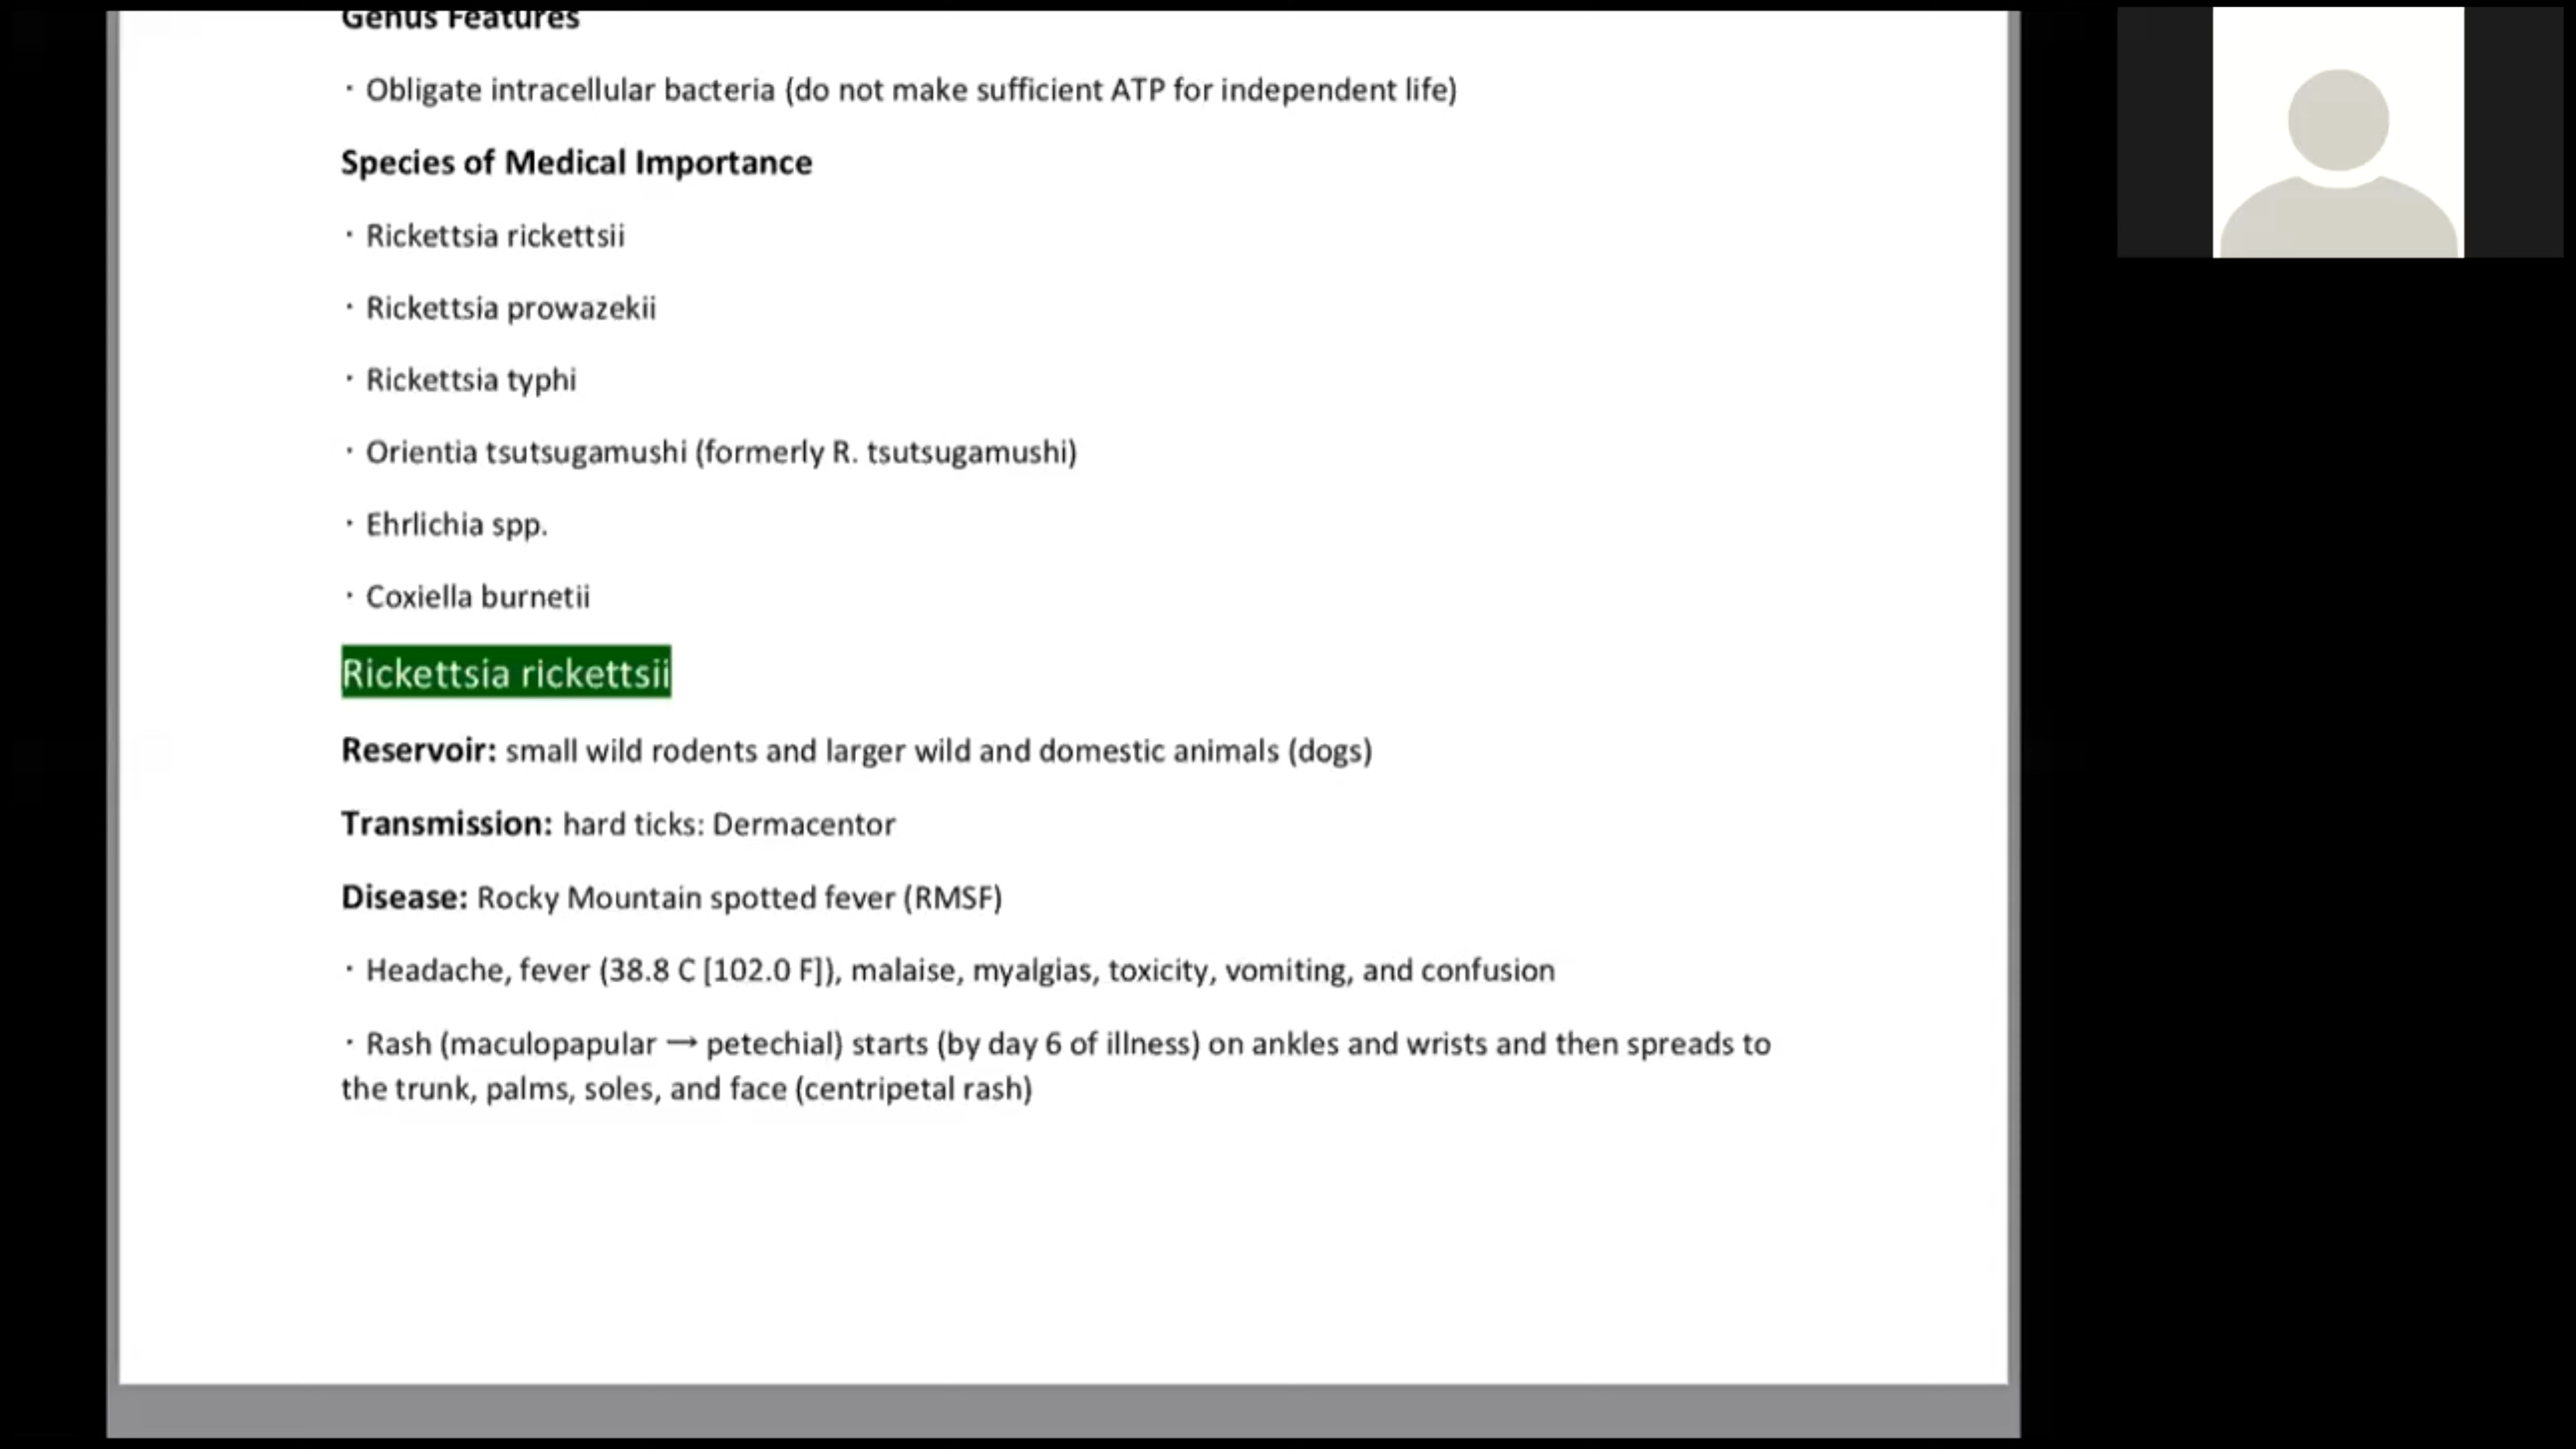 Genus Features
· Obligate intracellular bacteria (do not make sufficient ATP for independent life)
Species of Medical Importance
· Rickettsia rickettsii
· Rickettsia prowazekii
· Rickettsia typhi
· Orientia tsutsugamushi (formerly R. tsutsugamushi)
· Ehrlichia spp.
· Coxiella burnetii
Rickettsia rickettsii
Reservoir: small wild rodents and larger wild and domestic animals (dogs)
Transmission: hard ticks: Dermacentor
Disease: Rocky Mountain spotted fever (RMSF)
· Headache, fever (38.8 C [102.0 F]), malaise, myalgias, toxicity, vomiting, and confusion
· Rash (maculopapular → petechial) starts (by day 6 of illness) on ankles and wrists and then spreads to
the trunk, palms, soles, and face (centripetal rash)